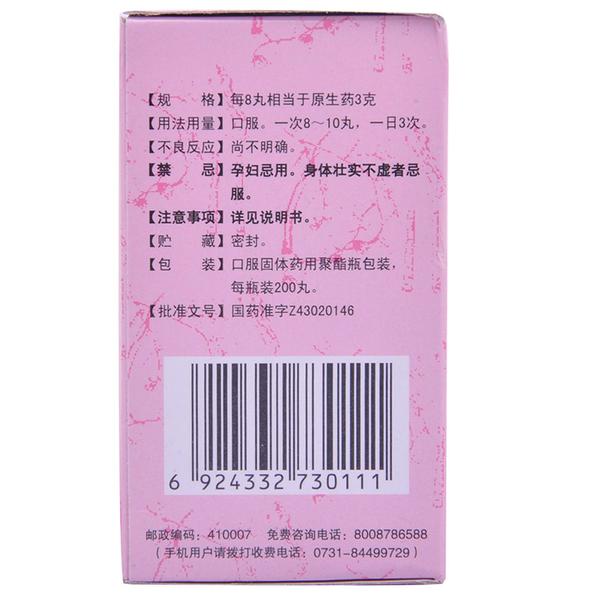 【规　　格】每8丸相当于原生药3克
【用法用量】口服。一次8～10丸，一日3次。
【不良反应】尚不明确。
【禁　　忌】孕妇忌用。身体壮实不虚者忌
服。
【注意事项】详见说明书。
【贮　　藏】密封。
【包　　装】口服固体药用聚酯瓶包装，
每瓶装200丸。
【批准文号】国药准字Z43020146
6 924332 730111
邮政编码：410007　免费咨询电话：8008786588
（手机用户请拨打收费电话：0731-84499729）